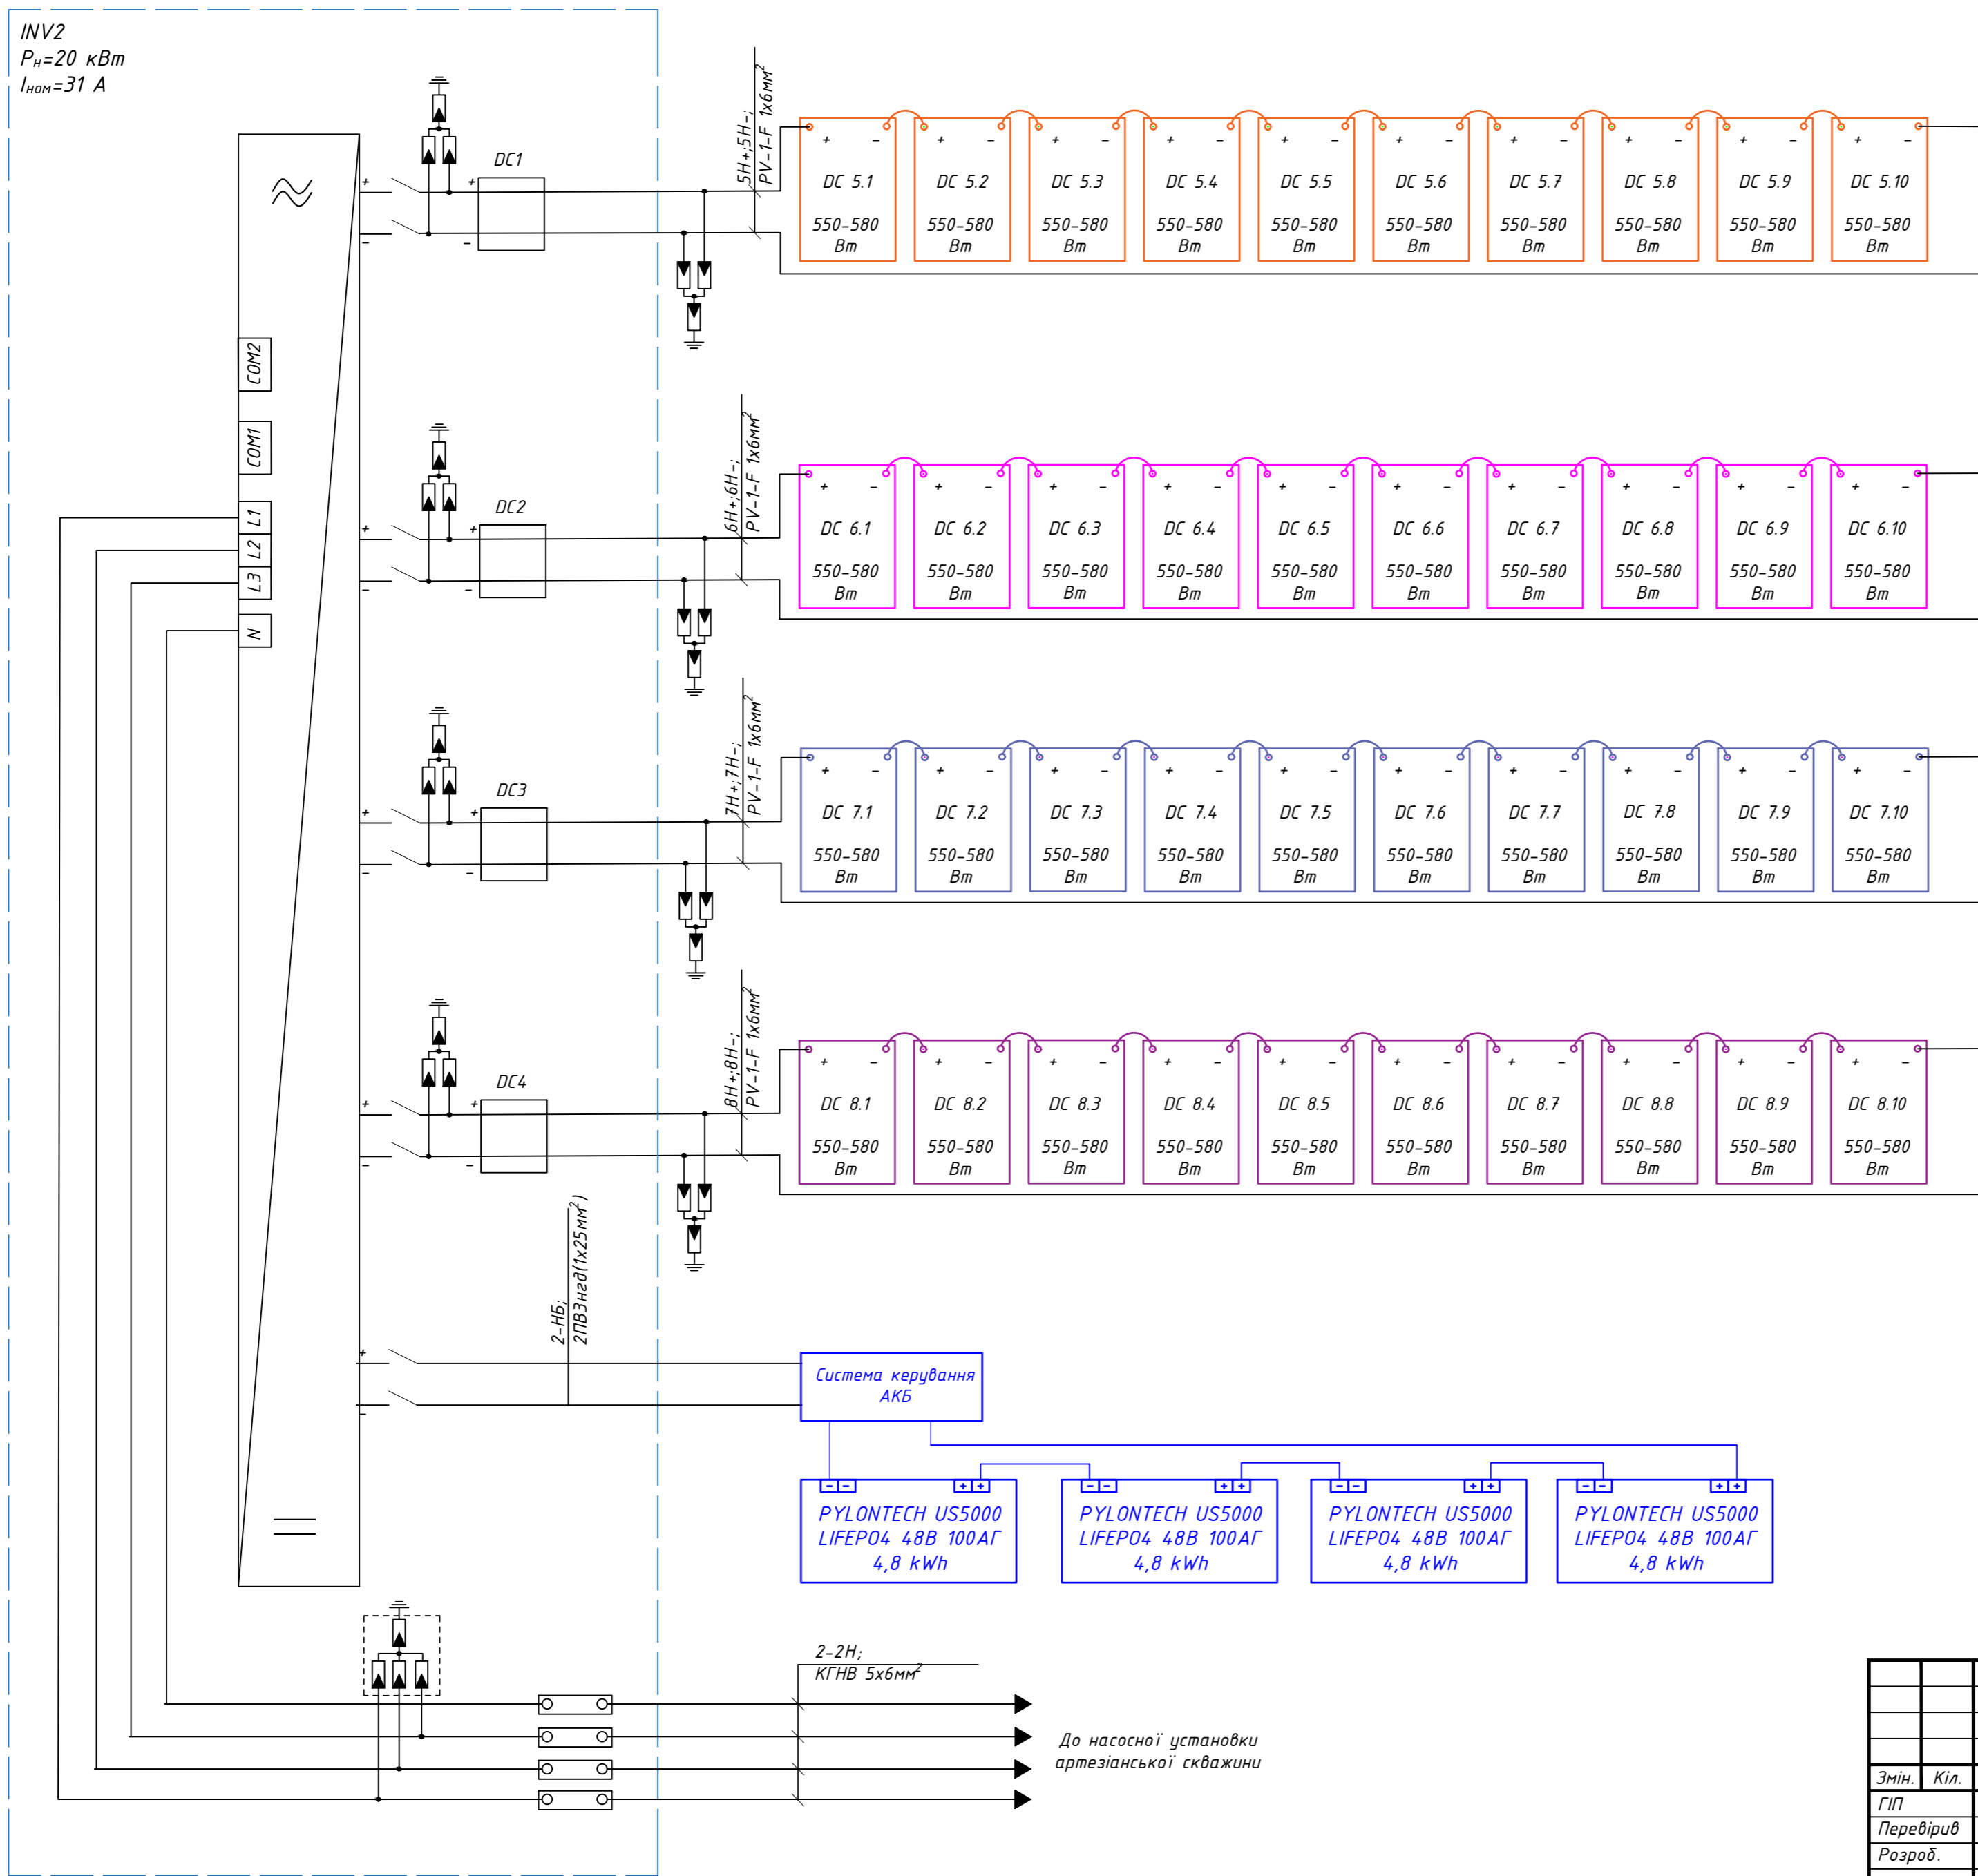 INV2
Pн=20 кВт
Iном=31 А
DC1
+ -
+ -
5Н+;5Н-;
PV-1-F 1х6мм²
+ - + - + - + - + - + - + - + - + - + -
DC 5.1 DC 5.2 DC 5.3 DC 5.4 DC 5.5 DC 5.6 DC 5.7 DC 5.8 DC 5.9 DC 5.10
550-580 550-580 550-580 550-580 550-580 550-580 550-580 550-580 550-580 550-580
Вт Вт Вт Вт Вт Вт Вт Вт Вт Вт
COM2
COM1
L1
L2
L3
N
DC2
+ -
+ -
6Н+;6Н-;
PV-1-F 1х6мм²
+ - + - + - + - + - + - + - + - + - + -
DC 6.1 DC 6.2 DC 6.3 DC 6.4 DC 6.5 DC 6.6 DC 6.7 DC 6.8 DC 6.9 DC 6.10
550-580 550-580 550-580 550-580 550-580 550-580 550-580 550-580 550-580 550-580
Вт Вт Вт Вт Вт Вт Вт Вт Вт Вт
DC3
+ -
+ -
7Н+;7Н-;
PV-1-F 1х6мм²
+ - + - + - + - + - + - + - + - + - + -
DC 7.1 DC 7.2 DC 7.3 DC 7.4 DC 7.5 DC 7.6 DC 7.7 DC 7.8 DC 7.9 DC 7.10
550-580 550-580 550-580 550-580 550-580 550-580 550-580 550-580 550-580 550-580
Вт Вт Вт Вт Вт Вт Вт Вт Вт Вт
DC4
+ -
+ -
8Н+;8Н-;
PV-1-F 1х6мм²
+ - + - + - + - + - + - + - + - + - + -
DC 8.1 DC 8.2 DC 8.3 DC 8.4 DC 8.5 DC 8.6 DC 8.7 DC 8.8 DC 8.9 DC 8.10
550-580 550-580 550-580 550-580 550-580 550-580 550-580 550-580 550-580 550-580
Вт Вт Вт Вт Вт Вт Вт Вт Вт Вт
2-НБ;
2ПВ3нгд(1х25мм²)
+ -
Система керування
АКБ
- - + + - - + + - - + + - - + +
PYLONTECH US5000 PYLONTECH US5000 PYLONTECH US5000 PYLONTECH US5000
LIFEPO4 48В 100АГ LIFEPO4 48В 100АГ LIFEPO4 48В 100АГ LIFEPO4 48В 100АГ
4,8 kWh 4,8 kWh 4,8 kWh 4,8 kWh
2-2Н;
КГНВ 5х6мм²
До насосної установки
артезіанської скважини
Змін. Кіл.
ГІП
Перевірив
Розроб.